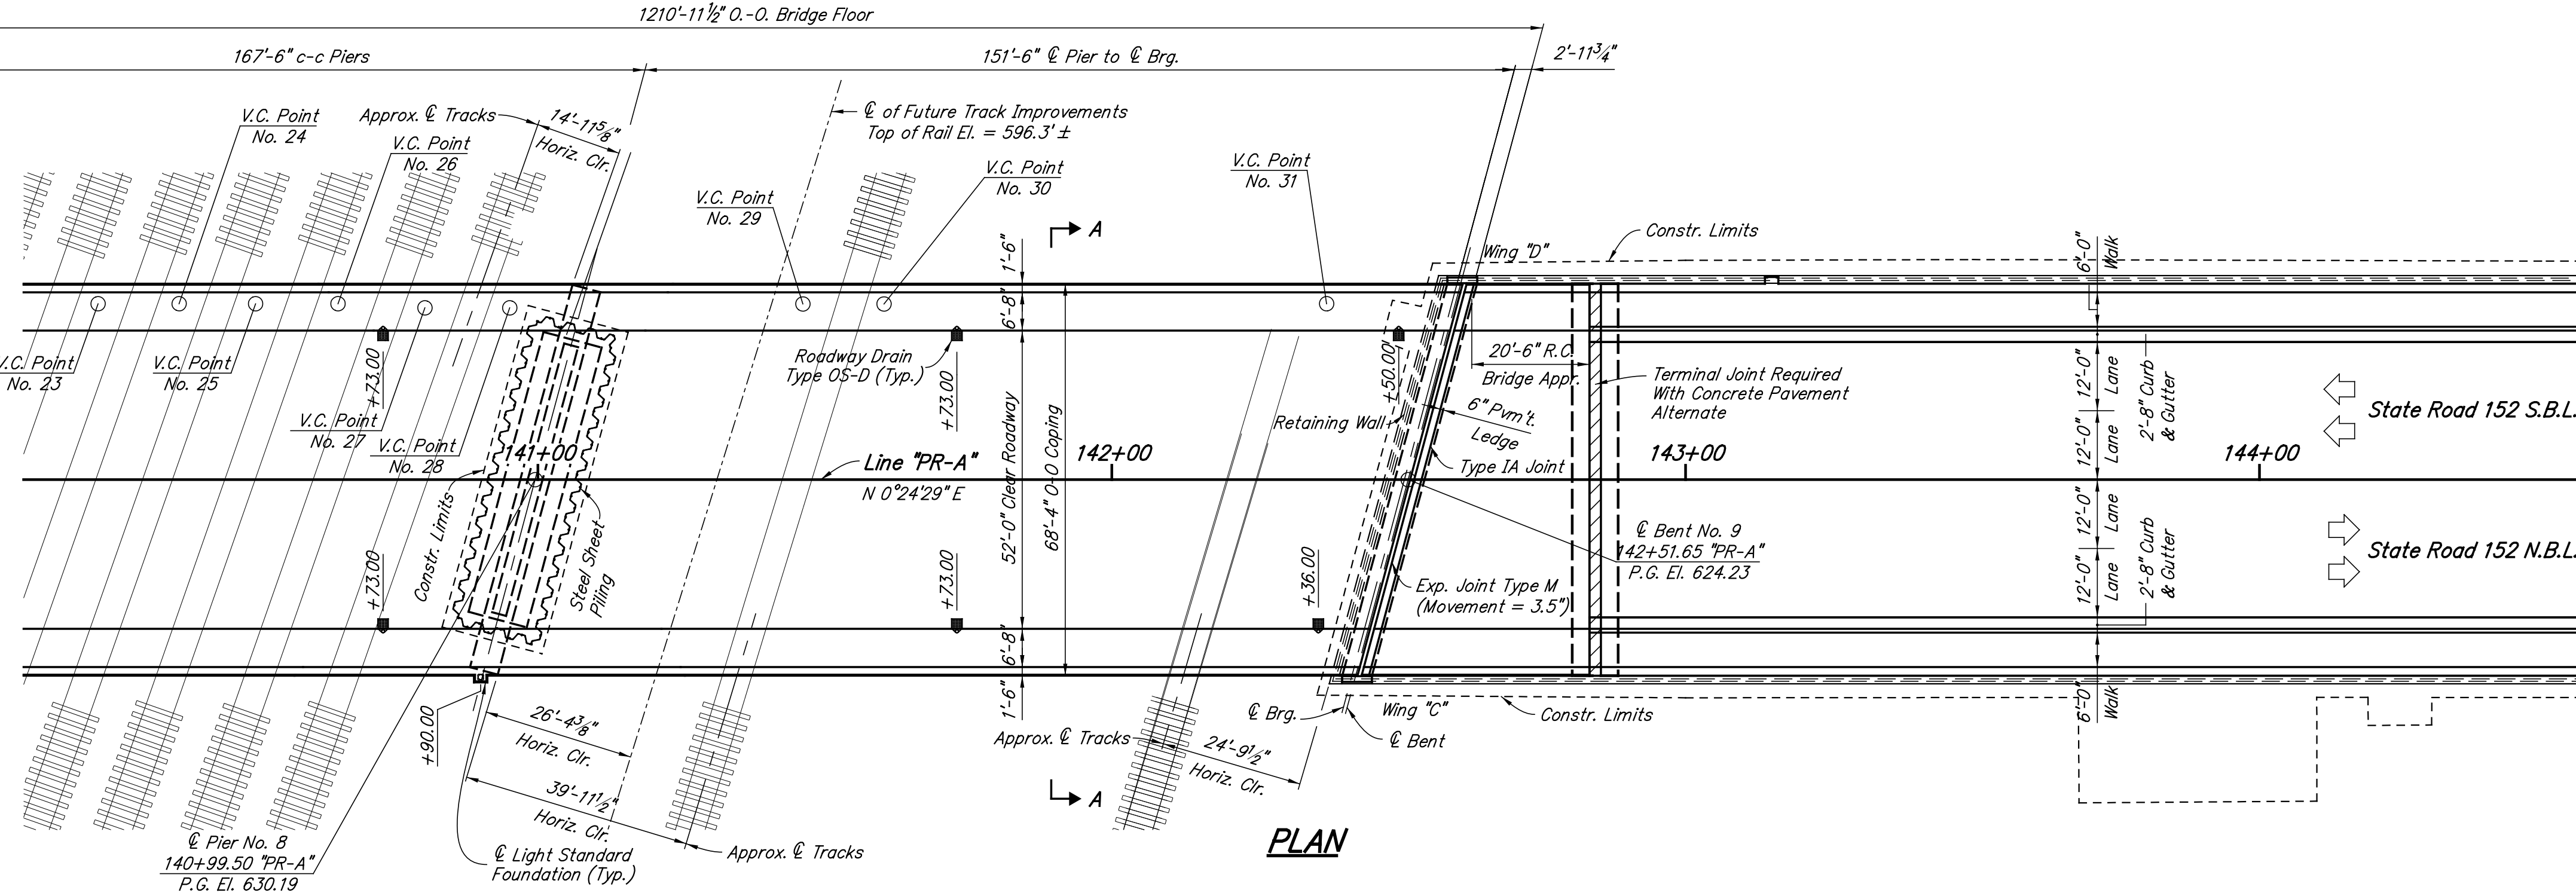 1210'-11½" O.-O. Bridge Floor
167'-6" c-c Piers
151'-6" ℄ Pier to ℄ Brg.
2'-11¾"
V.C. Point
No. 24
Approx. ℄ Tracks
14'-11⅝"
Horiz. Clr.
V.C. Point
No. 26
℄ of Future Track Improvements
Top of Rail El. = 596.3' ±
V.C. Point
No. 29
V.C. Point
No. 30
V.C. Point
No. 31
A
Wing "D"
Constr. Limits
6'-0"
Walk
1'-6"
6'-8"
V.C. Point
No. 23
V.C. Point
No. 25
+73.00
V.C. Point
No. 27
V.C. Point
No. 28
Roadway Drain
Type OS-D (Typ.)
+73.00
52'-0" Clear Roadway
68'-4" O-O Coping
+50.00
20'-6" R.C.
Bridge Appr.
Retaining Wall
6" Pvm't.
Ledge
Type IA Joint
Terminal Joint Required
With Concrete Pavement
Alternate
12'-0"
Lane
12'-0"
Lane
2'-8" Curb
& Gutter
State Road 152 S.B.L.
141+00
Line "PR-A"
N 0°24'29" E
142+00
143+00
144+00
Constr. Limits
Steel Sheet
Piling
+73.00
+73.00
+36.00
Exp. Joint Type M
(Movement = 3.5")
℄ Bent No. 9
142+51.65 "PR-A"
P.G. El. 624.23
12'-0"
Lane
12'-0"
Lane
2'-8" Curb
& Gutter
State Road 152 N.B.L.
6'-8"
1'-6"
6'-0"
Walk
+90.00
26'-4⅜"
Horiz. Clr.
39'-11½"
Horiz. Clr.
Approx. ℄ Tracks
24'-9½"
Horiz. Clr.
℄ Brg.
Wing "C"
℄ Bent
Constr. Limits
A
℄ Pier No. 8
140+99.50 "PR-A"
P.G. El. 630.19
℄ Light Standard
Foundation (Typ.)
Approx. ℄ Tracks
PLAN